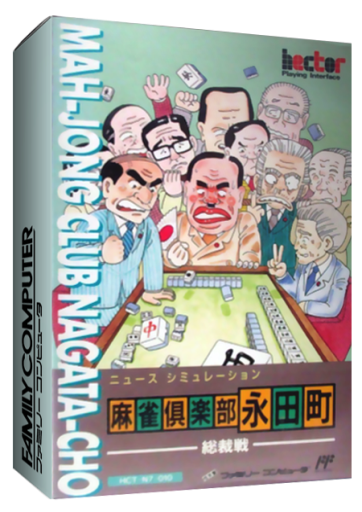 hector
Playing Interface
MAH-JONG CLUB NAGATA-CHO
FAMILY COMPUTER
ファミリー コンピュータ
中
ニュース シミュレーション
麻雀倶楽部永田町
総裁戦
ファミリー コンピュータ